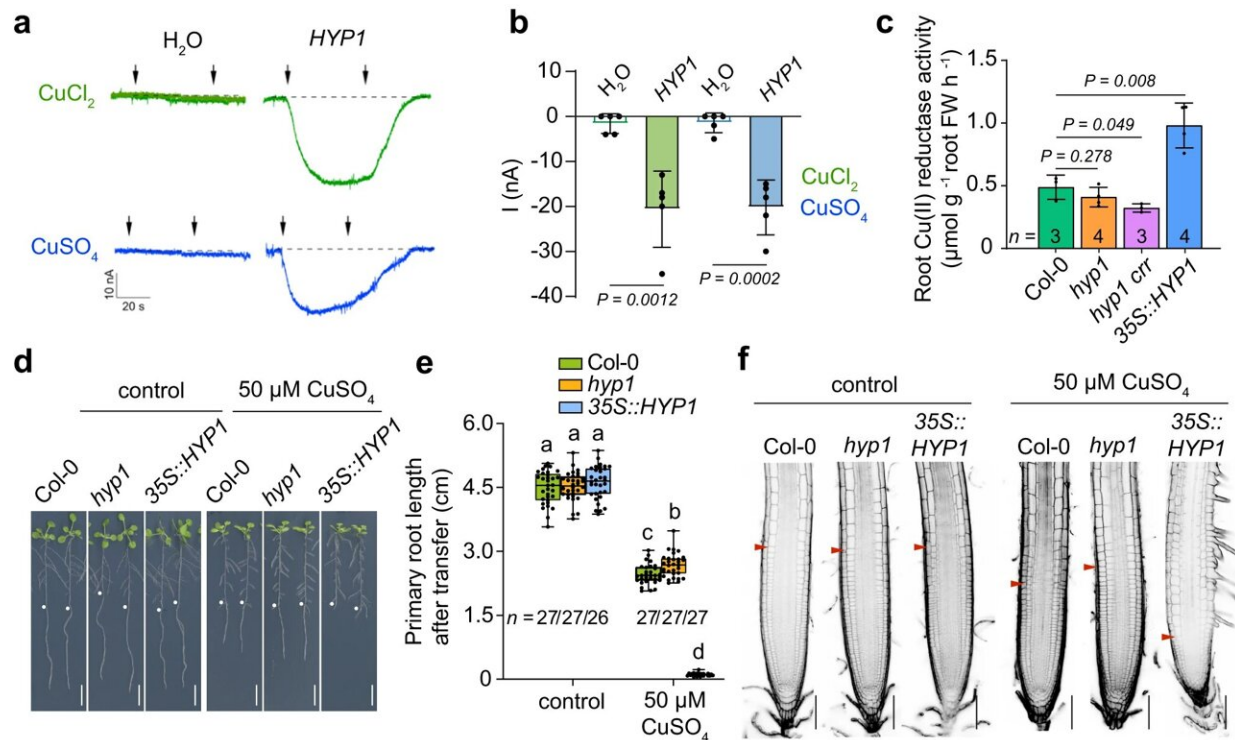 a
H₂O
HYP1
CuCl₂
CuSO₄
10 nA
20 s
b
H₂O
HYP1
H₂O
HYP1
I (nA)
10
0
-10
-20
-30
-40
CuCl₂
CuSO₄
P = 0.0012
P = 0.0002
c
Root Cu(II) reductase activity
(µmol g⁻¹ root FW h⁻¹)
1.5
1.0
0.5
0
P = 0.008
P = 0.049
P = 0.278
n = 3 4 3 4
Col-0
hyp1
hyp1 crr
35S::HYP1
d
control
50 µM CuSO₄
Col-0
hyp1
35S::HYP1
Col-0
hyp1
35S::HYP1
e
Col-0
hyp1
35S::HYP1
Primary root length
after transfer (cm)
6.0
4.5
3.0
1.5
0
a a a
c b
d
n = 27/27/26
27/27/27
control
50 µM
CuSO₄
f
control
50 µM CuSO₄
Col-0
hyp1
35S::
HYP1
Col-0
hyp1
35S::
HYP1